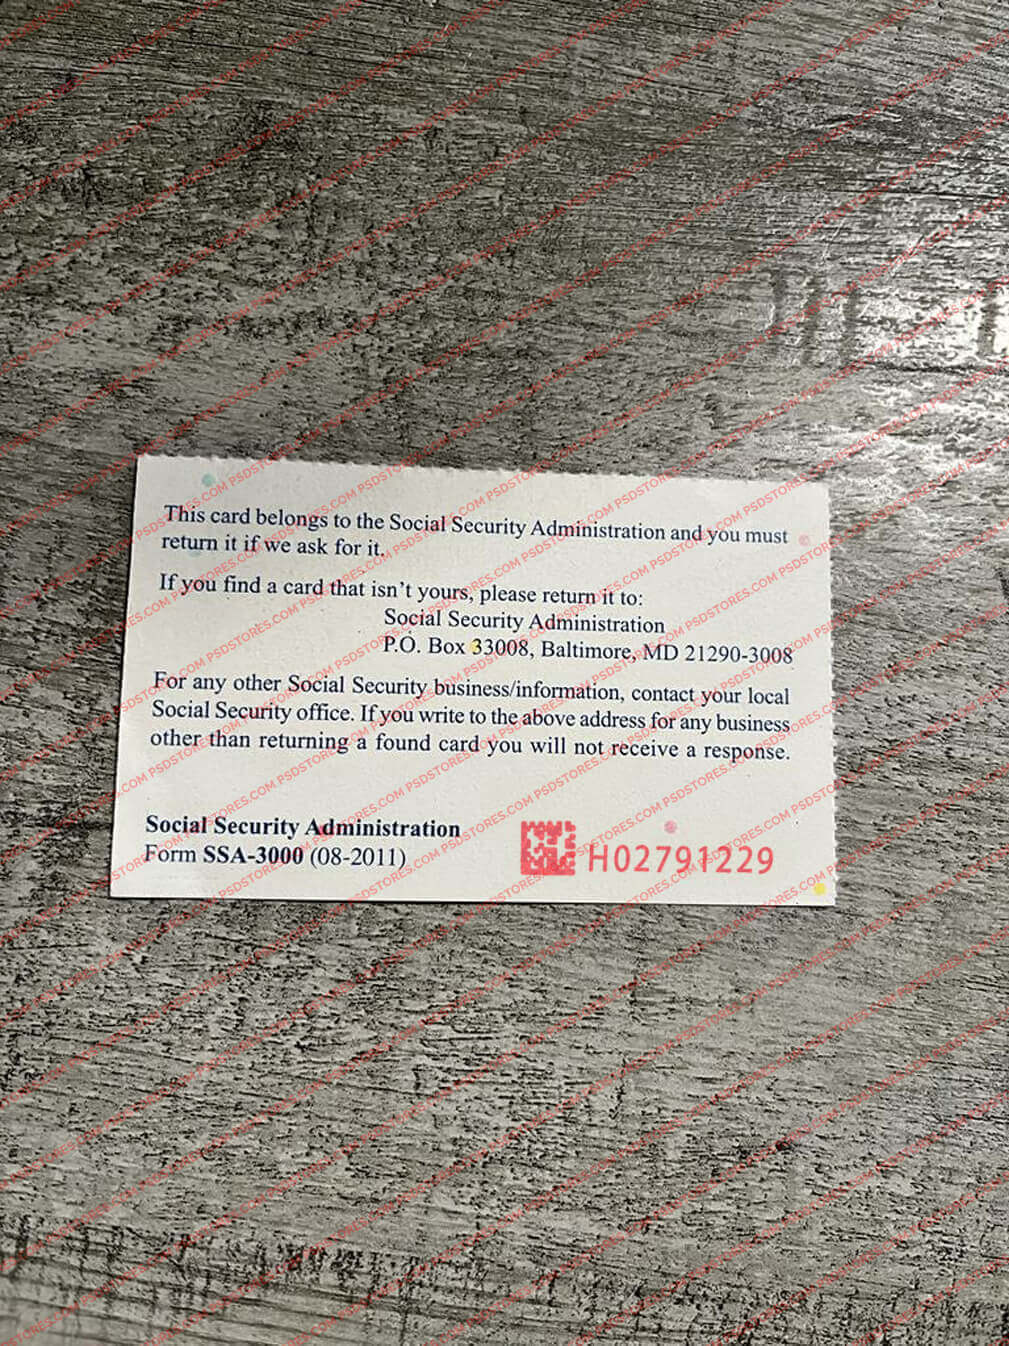 This card belongs to the Social Security Administration and you must
return it if we ask for it.
If you find a card that isn't yours, please return it to:
Social Security Administration
P.O. Box 33008, Baltimore, MD 21290-3008
For any other Social Security business/information, contact your local
Social Security office. If you write to the above address for any business
other than returning a found card you will not receive a response.
Social Security Administration
Form SSA-3000 (08-2011)
H02791229
PSDSTORES.COM